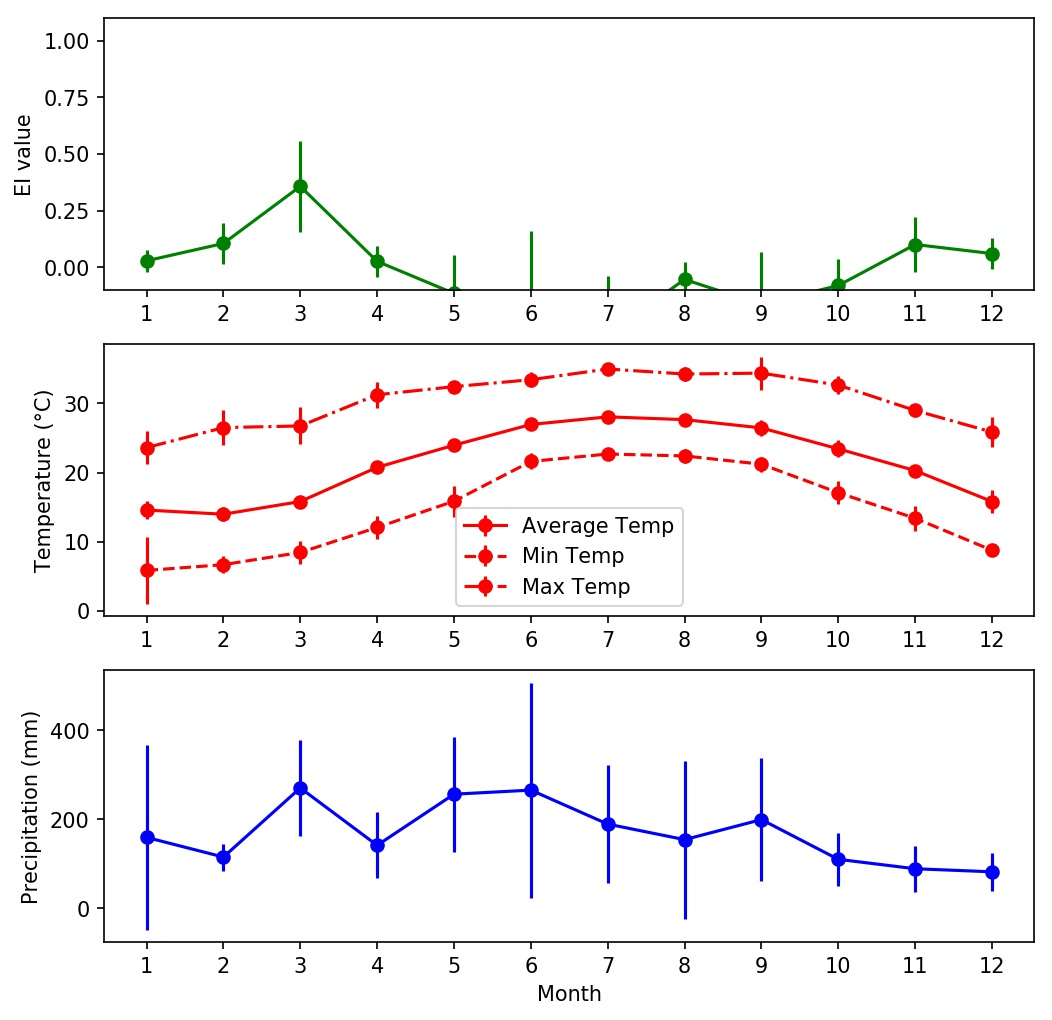 EI value
1.00
0.75
0.50
0.25
0.00
1 2 3 4 5 6 7 8 9 10 11 12
Temperature (°C)
30
20
10
0
Average Temp
Min Temp
Max Temp
1 2 3 4 5 6 7 8 9 10 11 12
Precipitation (mm)
400
200
0
1 2 3 4 5 6 7 8 9 10 11 12
Month